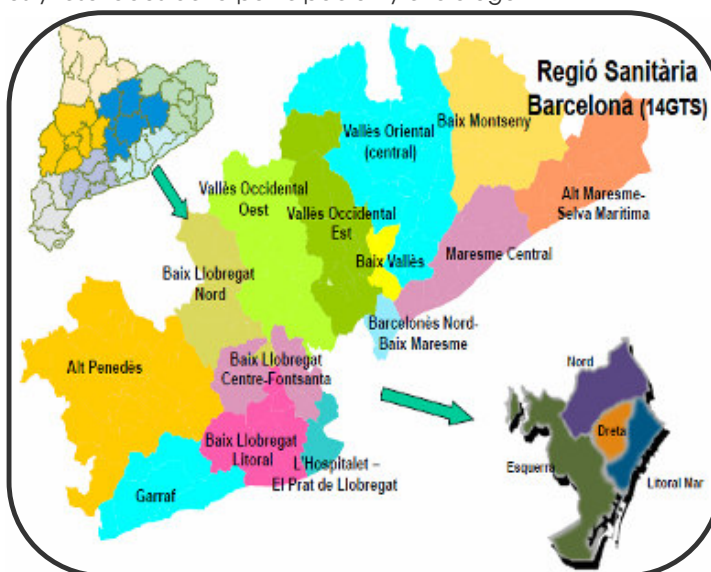 Regió Sanitària
Barcelona (14GTS)
Baix Montseny
Vallès Oriental
(central)
Vallès Occidental
Oest
Vallès Occidental
Est
Alt Maresme-
Selva Marítima
Baix Vallès
Maresme Central
Baix Llobregat
Nord
Barcelonès Nord-
Baix Maresme
Alt Penedès
Baix Llobregat
Centre-Fontsanta
Baix Llobregat
Litoral
L'Hospitalet –
El Prat de Llobregat
Garraf
Nord
Dreta
Esquerra
Litoral Mar